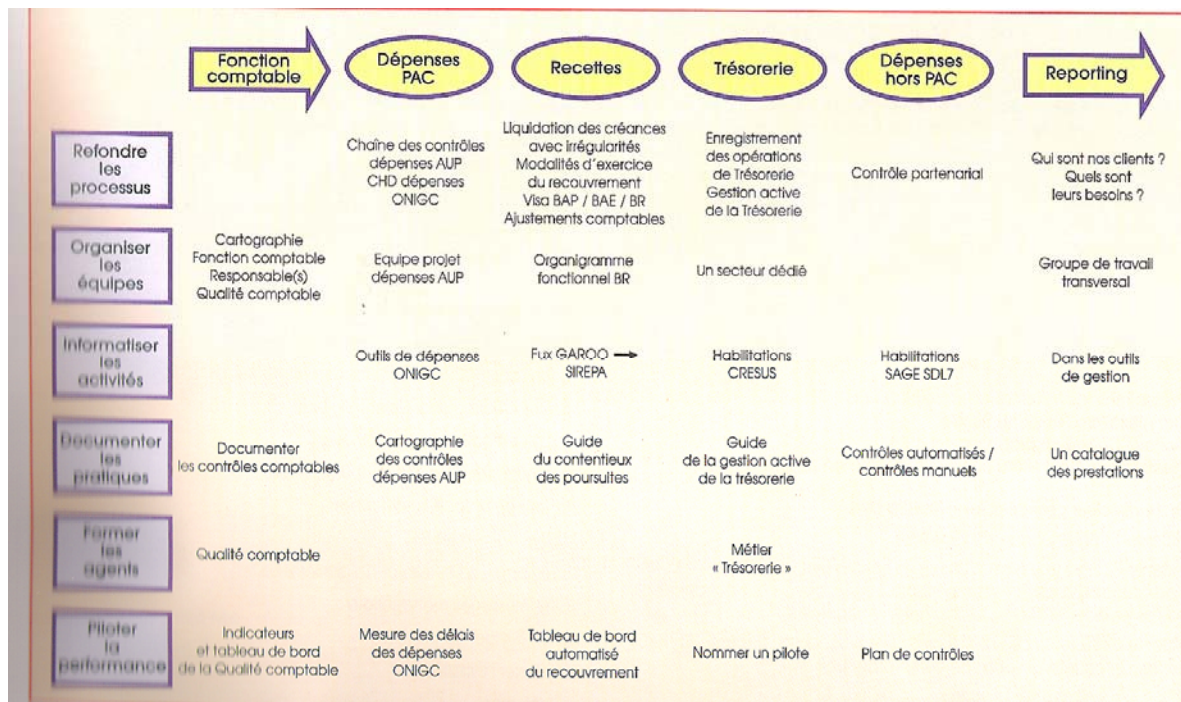 Fonction
comptable
Dépenses
PAC
Recettes
Trésorerie
Dépenses
hors PAC
Reporting
Refondre
les
processus
Chaîne des contrôles
dépenses AUP
CHD dépenses
ONIGC
Liquidation des créances
avec irrégularités
Modalités d'exercice
du recouvrement
Visa BAP / BAE / BR
Ajustements comptables
Enregistrement
des opérations
de Trésorerie
Gestion active
de la Trésorerie
Contrôle partenarial
Qui sont nos clients ?
Quels sont
leurs besoins ?
Organiser
les
équipes
Cartographie
Fonction comptable
Responsable(s)
Qualité comptable
Equipe projet
dépenses AUP
Organigramme
fonctionnel BR
Un secteur dédié
Groupe de travail
transversal
Informatiser
les
activités
Outils de dépenses
ONIGC
Fux GAROO →
SIREPA
Habilitations
CRESUS
Habilitations
SAGE SDL7
Dans les outils
de gestion
Documenter
les
pratiques
Documenter
les contrôles comptables
Cartographie
des contrôles
dépenses AUP
Guide
du contentieux
des poursuites
Guide
de la gestion active
de la trésorerie
Contrôles automatisés /
contrôles manuels
Un catalogue
des prestations
Former
les
agents
Qualité comptable
Métier
« Trésorerie »
Piloter
la
performance
Indicateurs
et tableau de bord
de la Qualité comptable
Mesure des délais
des dépenses
ONIGC
Tableau de bord
automatisé
du recouvrement
Nommer un pilote
Plan de contrôles